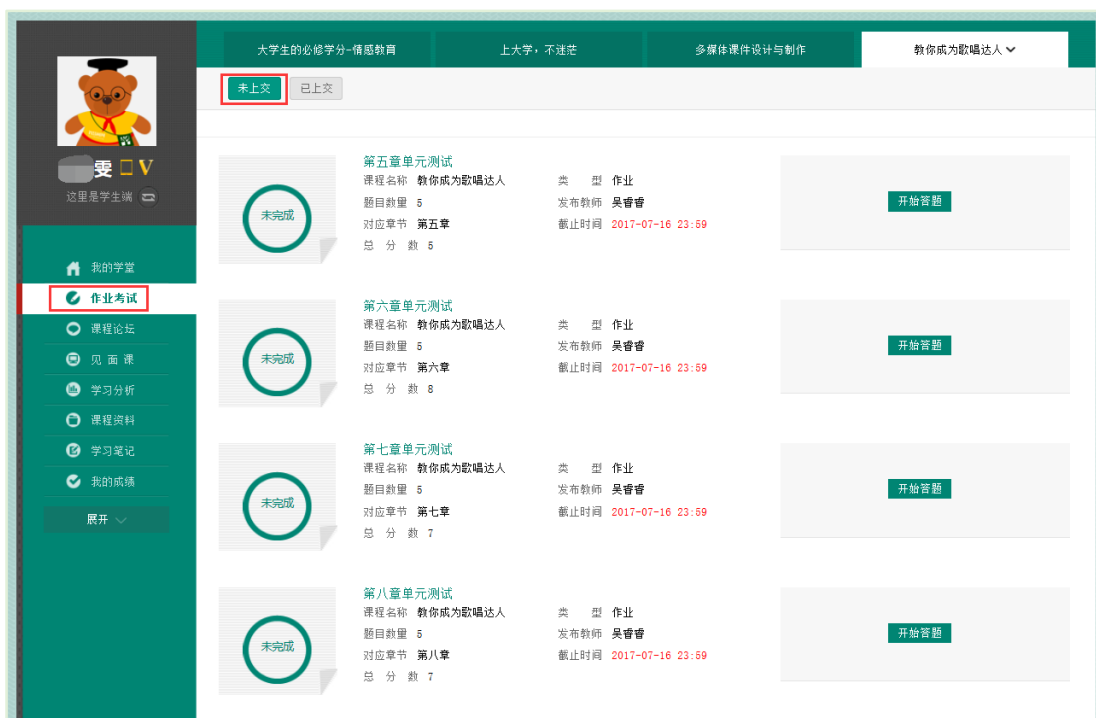 大学生的必修学分-情感教育 上大学，不迷茫 多媒体课件设计与制作 教你成为歌唱达人
未上交 已上交
雯 V
这里是学生端
我的学堂
作业考试
课程论坛
见 面 课
学习分析
课程资料
学习笔记
我的成绩
展开
第五章单元测试
未完成
课程名称 教你成为歌唱达人 类 型 作业
题目数量 5 发布教师 吴睿睿
对应章节 第五章 截止时间 2017-07-16 23:59
总 分 数 5
开始答题
第六章单元测试
未完成
课程名称 教你成为歌唱达人 类 型 作业
题目数量 5 发布教师 吴睿睿
对应章节 第六章 截止时间 2017-07-16 23:59
总 分 数 8
开始答题
第七章单元测试
未完成
课程名称 教你成为歌唱达人 类 型 作业
题目数量 5 发布教师 吴睿睿
对应章节 第七章 截止时间 2017-07-16 23:59
总 分 数 7
开始答题
第八章单元测试
未完成
课程名称 教你成为歌唱达人 类 型 作业
题目数量 5 发布教师 吴睿睿
对应章节 第八章 截止时间 2017-07-16 23:59
总 分 数 7
开始答题